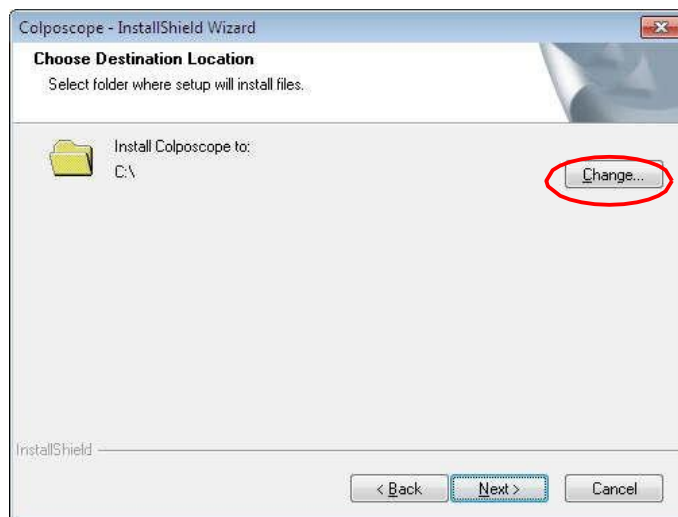 Colposcope - InstallShield Wizard
Choose Destination Location
Select folder where setup will install files.
Install Colposcope to:
C:\
Change...
InstallShield
< Back
Next >
Cancel